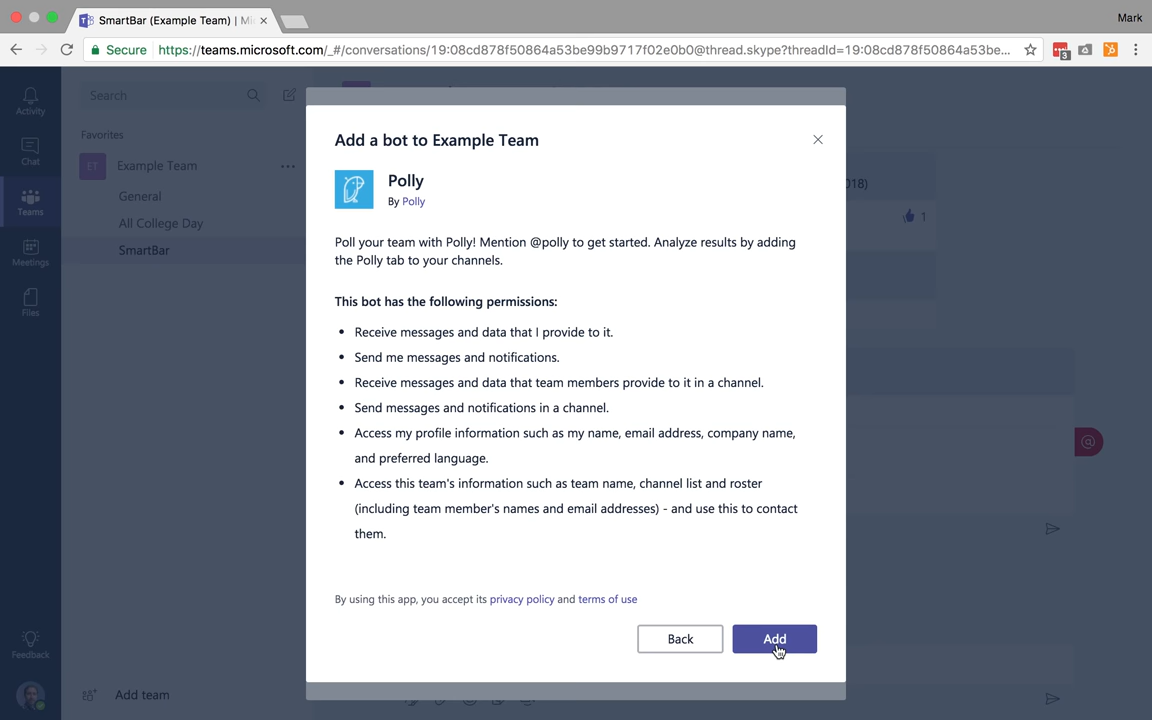 SmartBar (Example Team) | Mi
Mark
Secure
https://teams.microsoft.com/_#/conversations/19:08cd878f50864a53be99b9717f02e0b0@thread.skype?threadId=19:08cd878f50864a53be...
3
Activity
Chat
Teams
Meetings
Files
Feedback
Search
Favorites
ET
Example Team
General
All College Day
SmartBar
Add team
Add a bot to Example Team
Polly
By Polly
Poll your team with Polly! Mention @polly to get started. Analyze results by adding
the Polly tab to your channels.
This bot has the following permissions:
• Receive messages and data that I provide to it.
• Send me messages and notifications.
• Receive messages and data that team members provide to it in a channel.
• Send messages and notifications in a channel.
• Access my profile information such as my name, email address, company name,
and preferred language.
• Access this team's information such as team name, channel list and roster
(including team member's names and email addresses) - and use this to contact
them.
By using this app, you accept its privacy policy and terms of use
Back
Add
018)
1